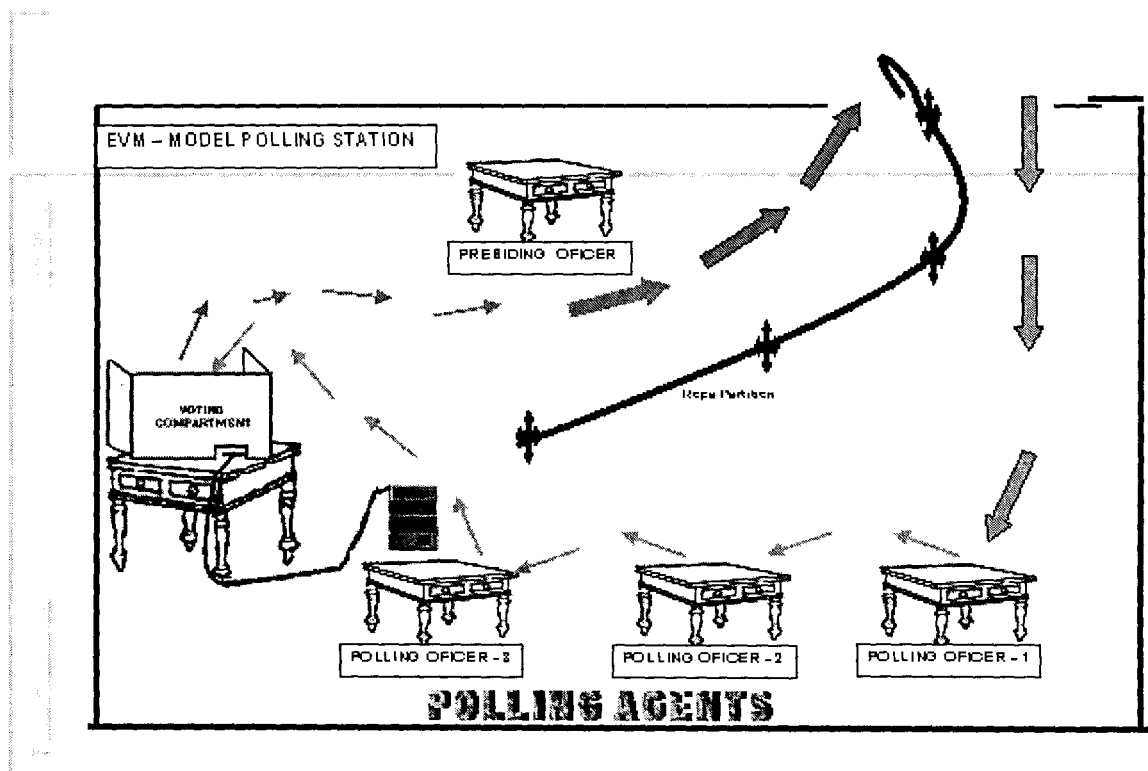 EVM – MODEL POLLING STATION
PRESIDING OFICER
VOTING
COMPARTMENT
Rope Partition
POLLING OFICER -3
POLLING OFICER -2
POLLING OFICER - 1
POLLING AGENTS